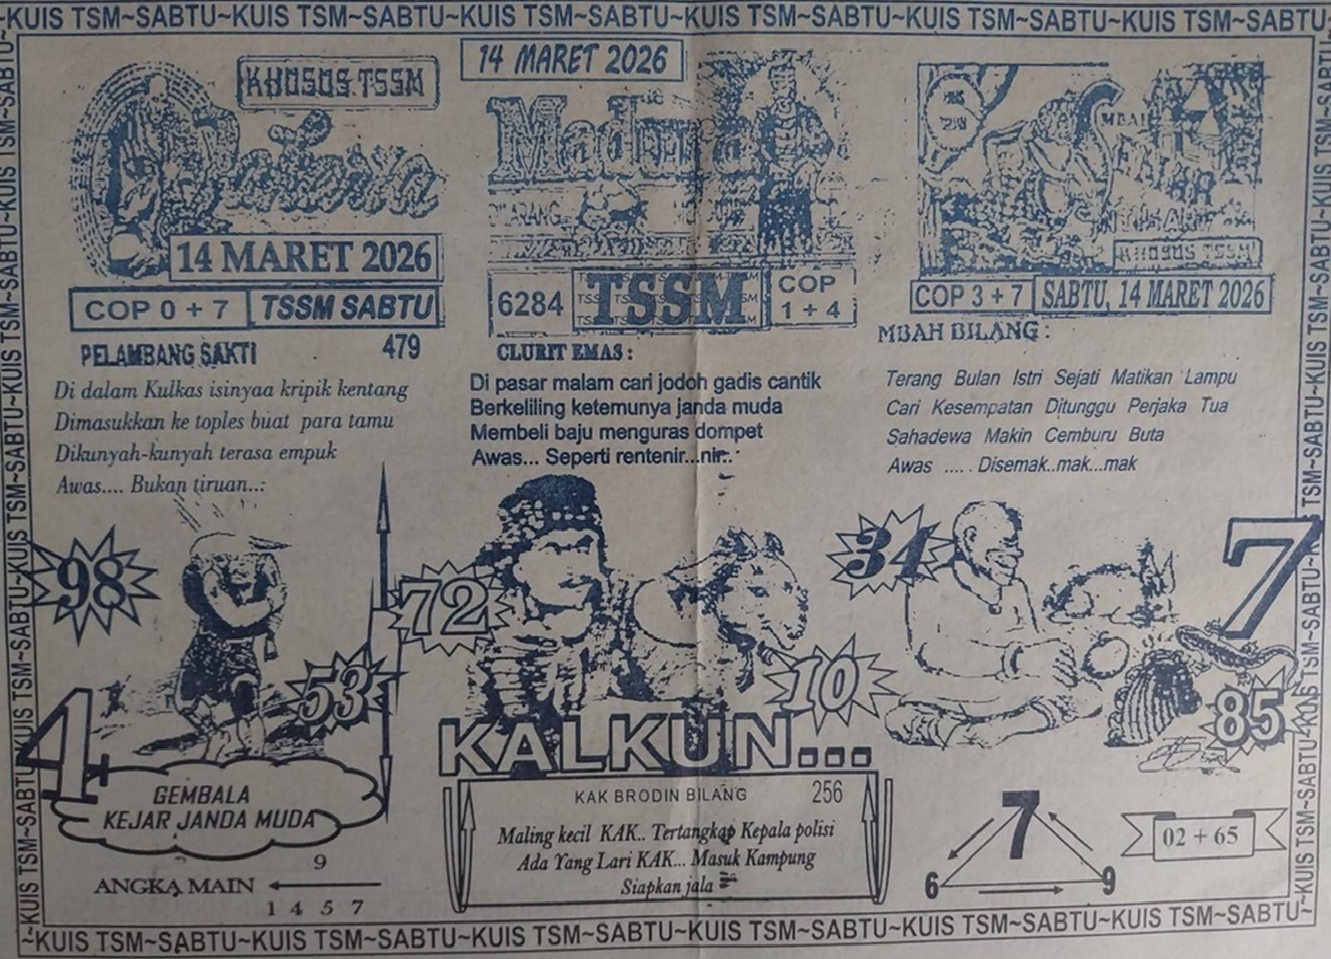 ~KUIS TSM~SABTU~KUIS TSM~SABTU~KUIS TSM~SABTU~KUIS TSM~SABTU~KUIS TSM~SABTU~KUIS TSM~SABTU
KHUSUS.TSSM
14 MARET 2026
COP 0 + 7
TSSM SABTU
PELAMBANG SAKTI
479
Di dalam Kulkas isinyaa kripik kentang
Dimasukkan ke toples buat para tamu
Dikunyah-kunyah terasa empuk
Awas.... Bukan tiruan..:
98
53
4
GEMBALA
KEJAR JANDA MUDA
9
ANGKA MAIN
1 4 5 7
14 MARET 2026
Madura
6284
TSSM
COP
1 + 4
CLURIT EMAS :
Di pasar malam cari jodoh gadis cantik
Berkeliling ketemunya janda muda
Membeli baju menguras dompet
Awas... Seperti rentenir...nir..
72
10
KALKUN...
KAK BRODIN BILANG
256
Maling kecil KAK.. Tertangkap Kepala polisi
Ada Yang Lari KAK... Masuk Kampung
Siapkan jala
MBAH
KHUSUS TSSM
COP 3 + 7
SABTU, 14 MARET 2026
MBAH BILANG :
Terang Bulan Istri Sejati Matikan Lampu
Cari Kesempatan Ditunggu Perjaka Tua
Sahadewa Makin Cemburu Buta
Awas .... . Disemak..mak...mak
34
7
85
7
6
9
02 + 65
~KUIS TSM~SABTU~KUIS TSM~SABTU~KUIS TSM~SABTU~KUIS TSM~SABTU~KUIS TSM~SABTU~KUIS TSM~SABTU~